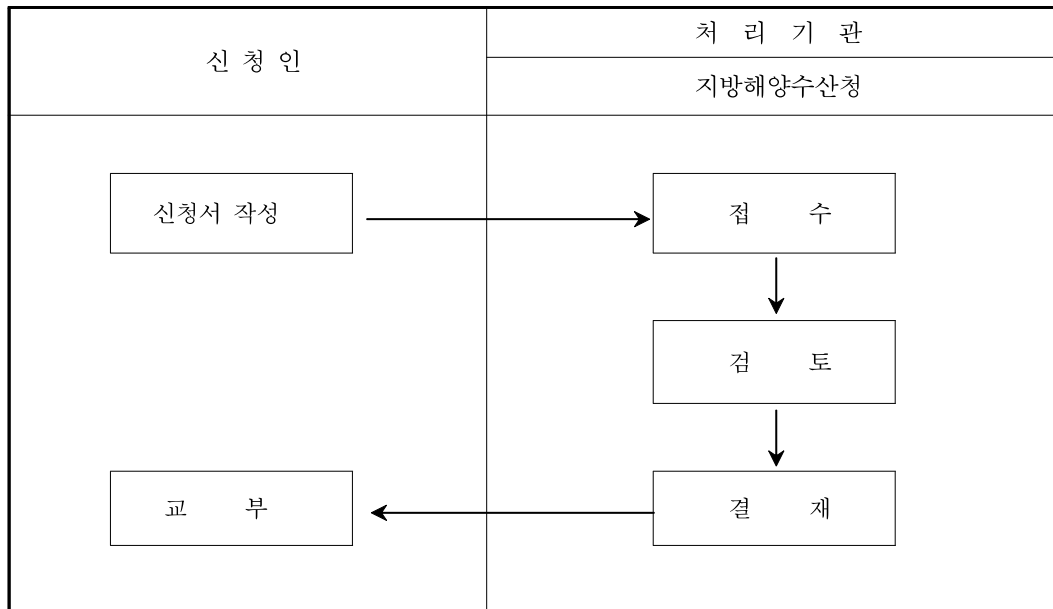 신 청 인
처 리 기 관
지방해양수산청
신청서 작성
접 수
검 토
결 재
교 부